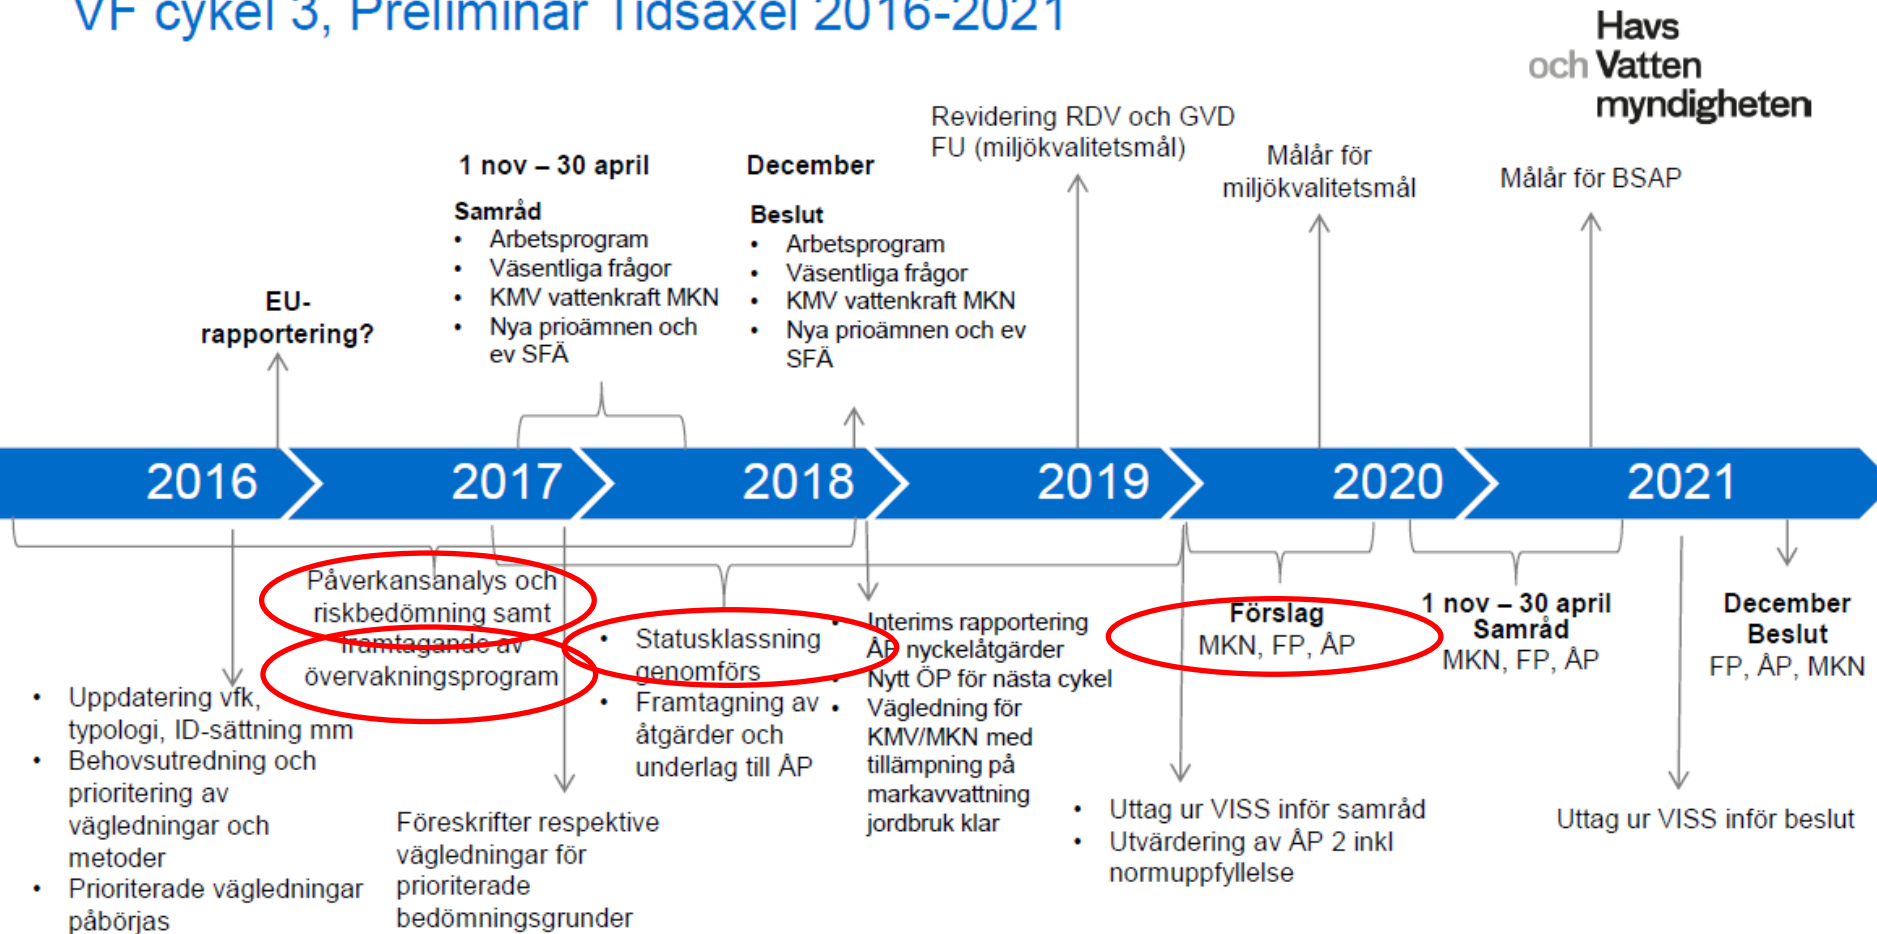 VF cykel 3, Preliminär Tidsaxel 2016-2021
Havs
och Vatten
myndigheten
EU-
rapportering?
1 nov – 30 april
Samråd
• Arbetsprogram
• Väsentliga frågor
• KMV vattenkraft MKN
• Nya prioämnen och
ev SFÄ
December
Beslut
• Arbetsprogram
• Väsentliga frågor
• KMV vattenkraft MKN
• Nya prioämnen och ev
SFÄ
Revidering RDV och GVD
FU (miljökvalitetsmål)
Målår för
miljökvalitetsmål
Målår för BSAP
2016
2017
2018
2019
2020
2021
Påverkansanalys och
riskbedömning samt
framtagande av
övervakningsprogram
• Uppdatering vfk,
typologi, ID-sättning mm
• Behovsutredning och
prioritering av
vägledningar och
metoder
• Prioriterade vägledningar
påbörjas
Föreskrifter respektive
vägledningar för
prioriterade
bedömningsgrunder
• Statusklassning
genomförs
• Framtagning av
åtgärder och
underlag till ÅP
• Interims rapportering
ÅP nyckelåtgärder
• Nytt ÖP för nästa cykel
• Vägledning för
KMV/MKN med
tillämpning på
markavvattning
jordbruk klar
Förslag
MKN, FP, ÅP
• Uttag ur VISS inför samråd
• Utvärdering av ÅP 2 inkl
normuppfyllelse
1 nov – 30 april
Samråd
MKN, FP, ÅP
Uttag ur VISS inför beslut
December
Beslut
FP, ÅP, MKN